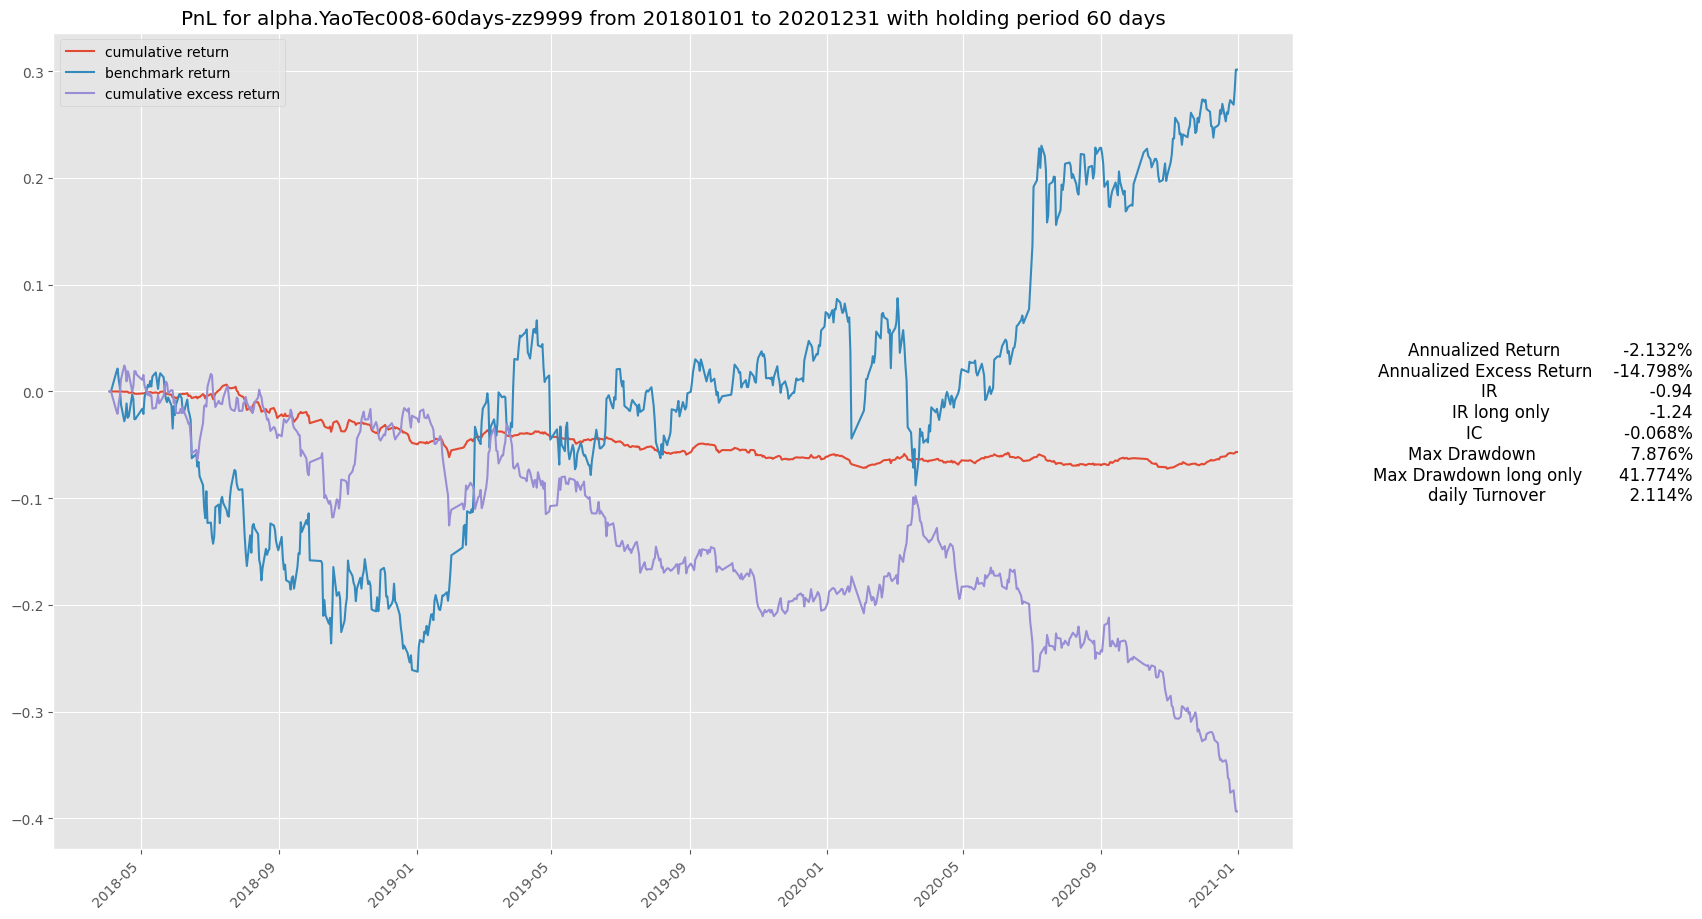 PnL for alpha.YaoTec008-60days-zz9999 from 20180101 to 20201231 with holding period 60 days
cumulative return
benchmark return
cumulative excess return
0.3
0.2
0.1
0.0
−0.1
−0.2
−0.3
−0.4
2018-05
2018-09
2019-01
2019-05
2019-09
2020-01
2020-05
2020-09
2021-01
Annualized Return -2.132%
Annualized Excess Return -14.798%
IR -0.94
IR long only -1.24
IC -0.068%
Max Drawdown 7.876%
Max Drawdown long only 41.774%
daily Turnover 2.114%